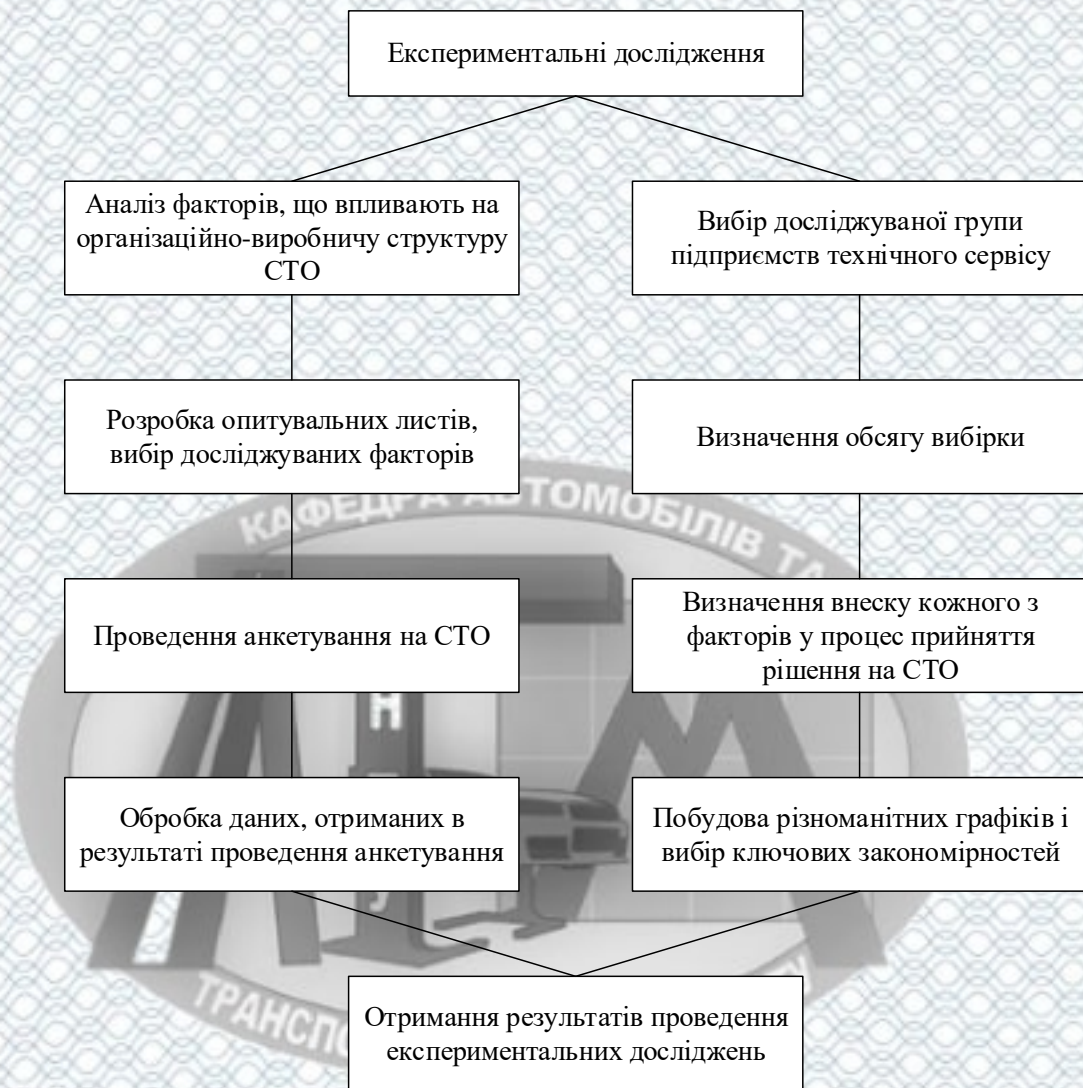 Експериментальні дослідження
Аналіз факторів, що впливають на
організаційно-виробничу структуру
СТО
Вибір досліджуваної групи
підприємств технічного сервісу
Розробка опитувальних листів,
вибір досліджуваних факторів
Визначення обсягу вибірки
КАФЕДРА АВТОМОБІЛІВ ТА
Проведення анкетування на СТО
Визначення внеску кожного з
факторів у процес прийняття
рішення на СТО
Н
Обробка даних, отриманих в
результаті проведення анкетування
Побудова різноманітних графіків і
вибір ключових закономірностей
Отримання результатів проведення
експериментальних досліджень